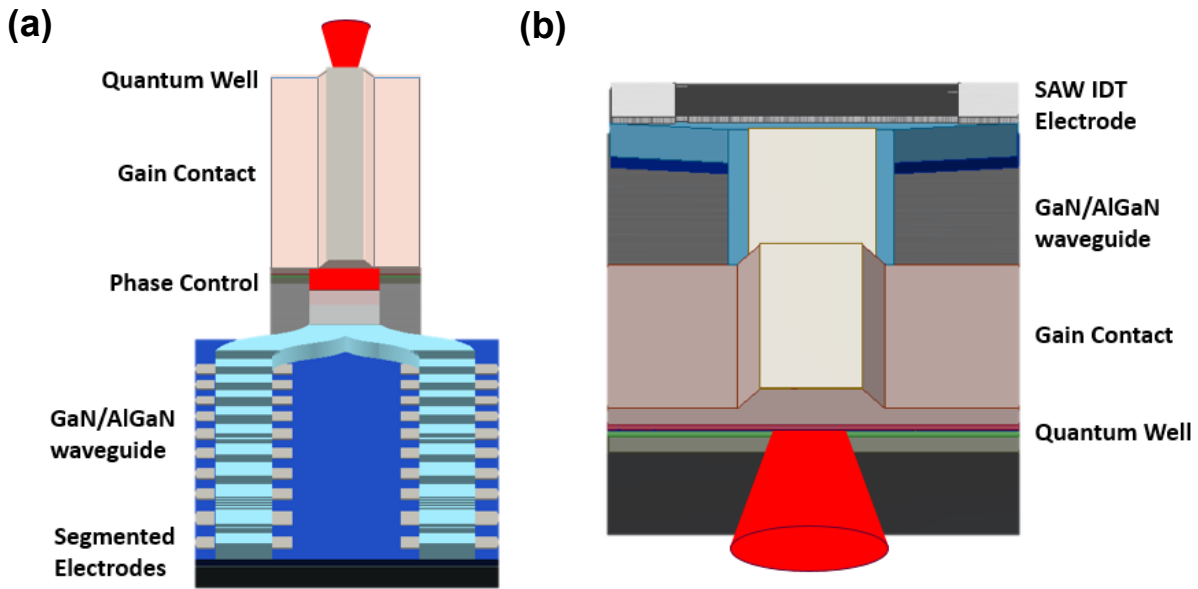 (a)
Quantum Well
Gain Contact
Phase Control
GaN/AlGaN
waveguide
Segmented
Electrodes
(b)
SAW IDT
Electrode
GaN/AlGaN
waveguide
Gain Contact
Quantum Well